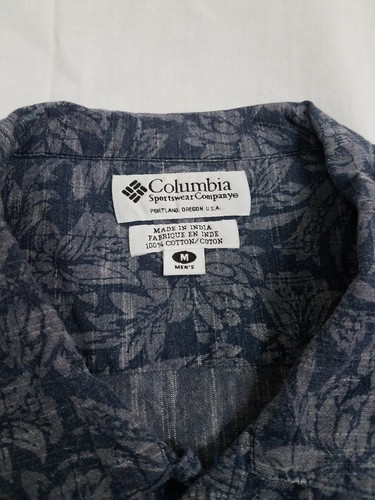 Columbia
Sportswear Company®
PORTLAND, OREGON U.S.A.
MADE IN INDIA
FABRIQUE EN INDE
100% COTTON/COTON
M
MEN'S